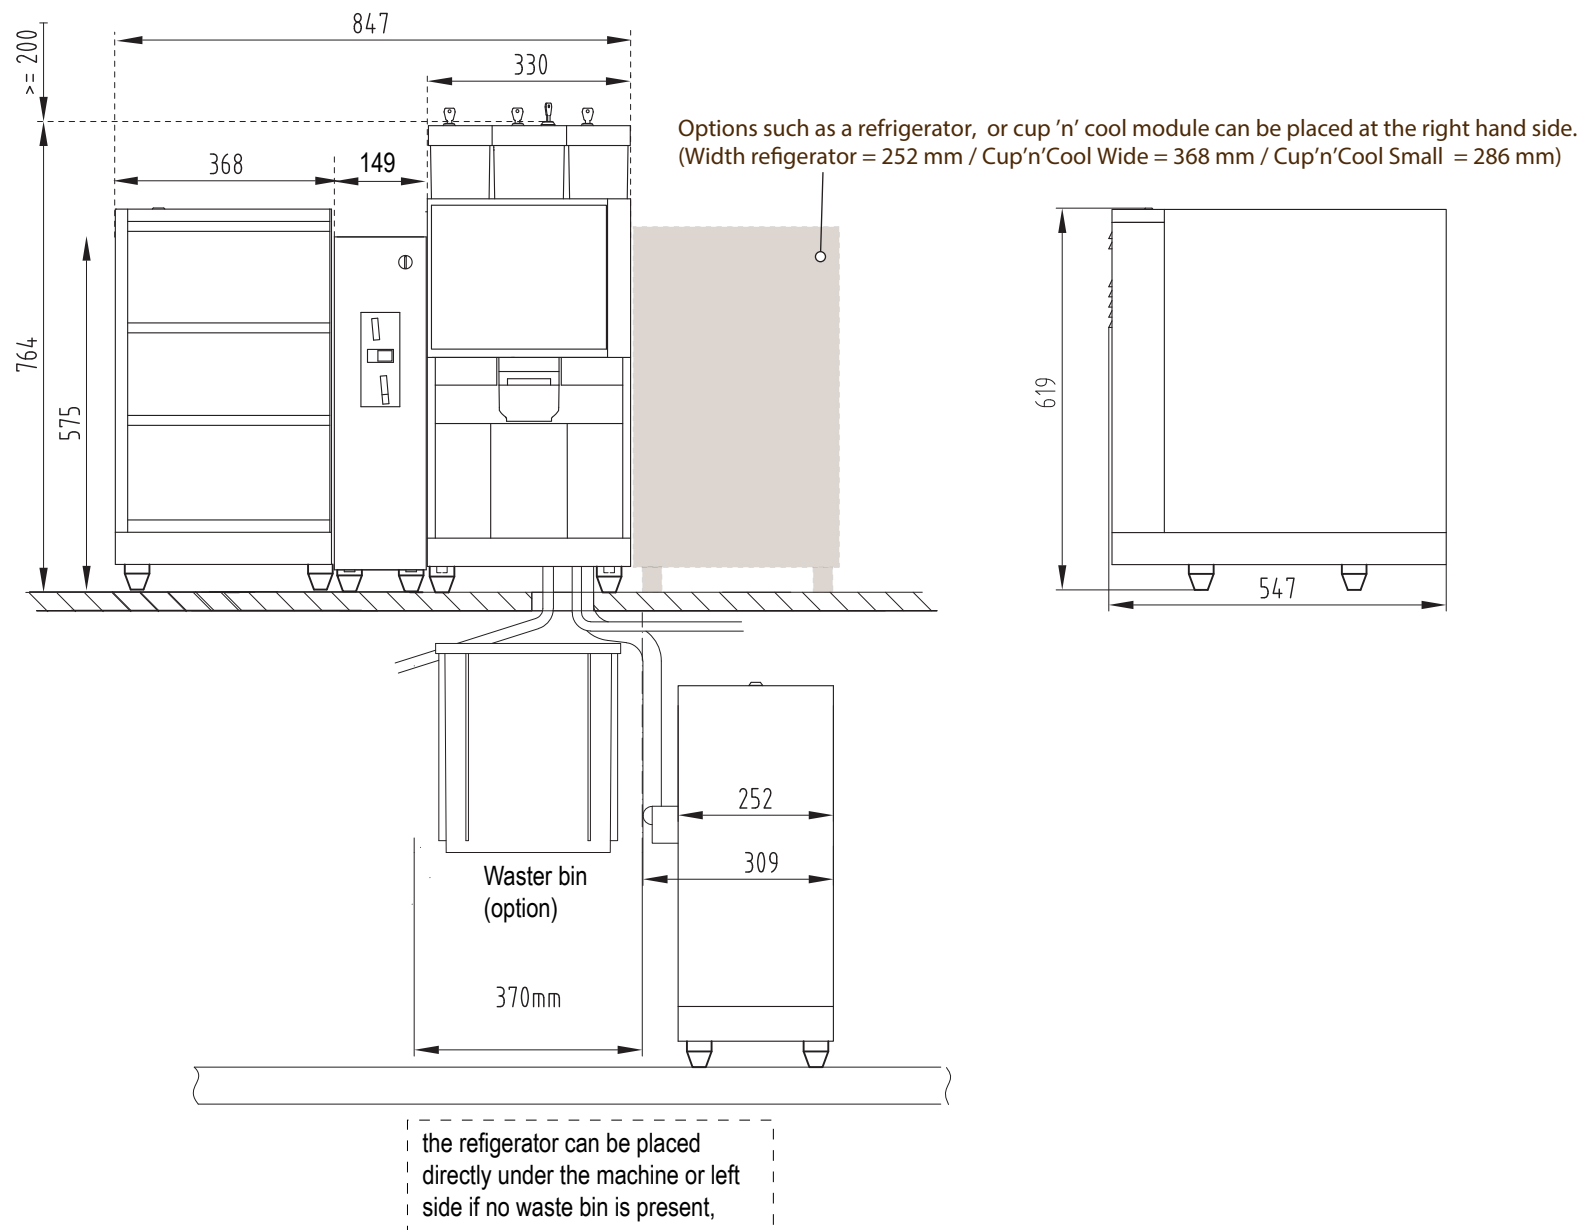 847
>= 200
330
Options such as a refrigerator, or cup 'n' cool module can be placed at the right hand side.
(Width refigerator = 252 mm / Cup'n'Cool Wide = 368 mm / Cup'n'Cool Small = 286 mm)
368
149
764
575
619
547
252
309
Waster bin
(option)
370mm
the refigerator can be placed
directly under the machine or left
side if no waste bin is present,